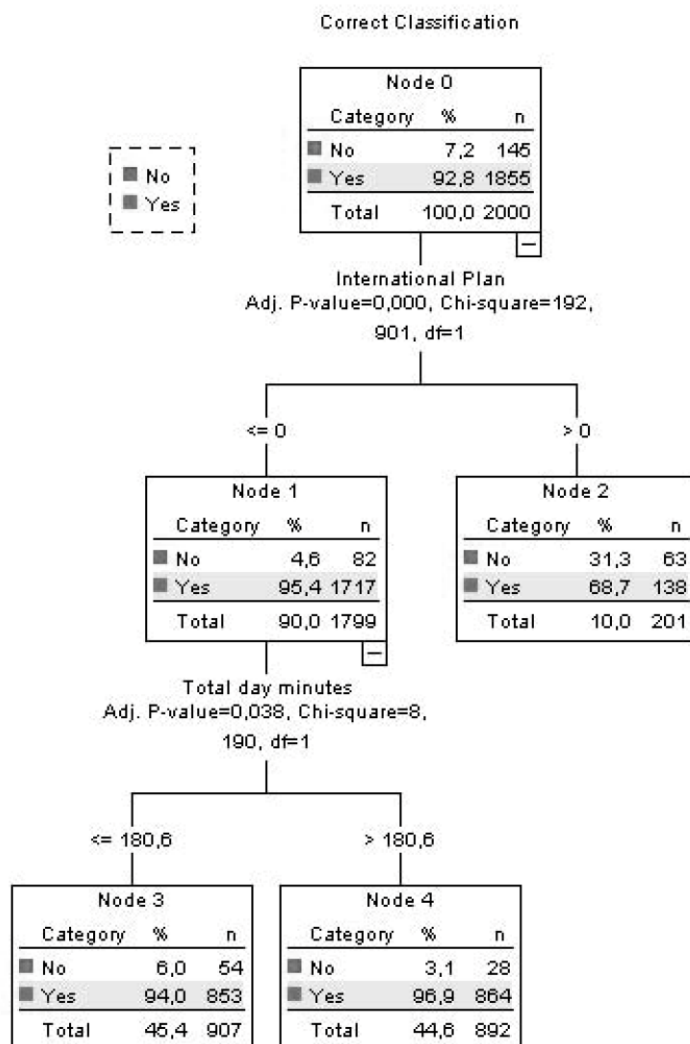 Correct Classification
Node 0
Category % n
No 7,2 145
Yes 92,8 1855
Total 100,0 2000
No
Yes
International Plan
Adj. P-value=0,000, Chi-square=192,
901, df=1
<= 0
> 0
Node 1
Category % n
No 4,6 82
Yes 95,4 1717
Total 90,0 1799
Node 2
Category % n
No 31,3 63
Yes 68,7 138
Total 10,0 201
Total day minutes
Adj. P-value=0,038, Chi-square=8,
190, df=1
<= 180,6
> 180,6
Node 3
Category % n
No 6,0 54
Yes 94,0 853
Total 45,4 907
Node 4
Category % n
No 3,1 28
Yes 96,9 864
Total 44,6 892